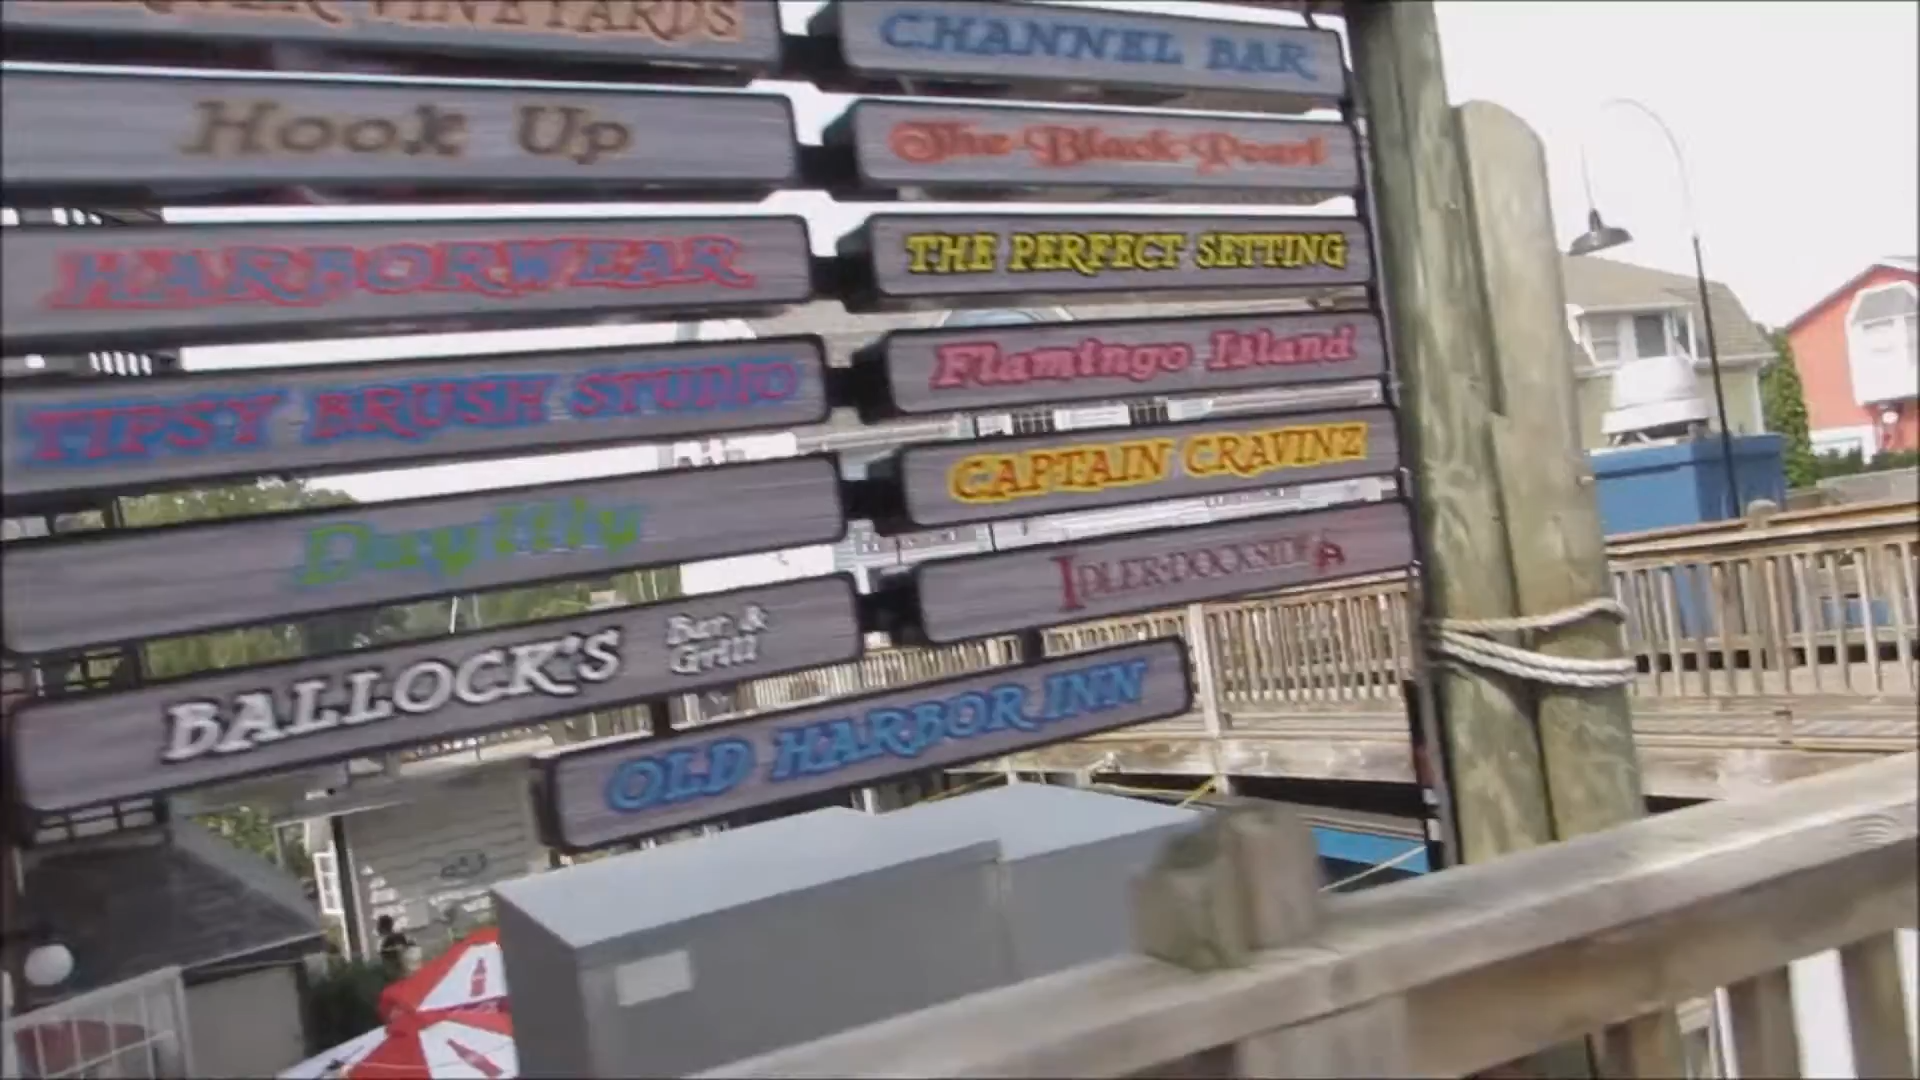 VINEYARDS
CHANNEL BAR
Hook Up
The Black Pearl
HARBORWEAR
THE PERFECT SETTING
TIPSY BRUSH STUDIO
Flamingo Island
Daylily
CAPTAIN CRAVINZ
BALLOCK'S Bar &
Grill
IDLER·DOCKSIDE
OLD HARBOR INN